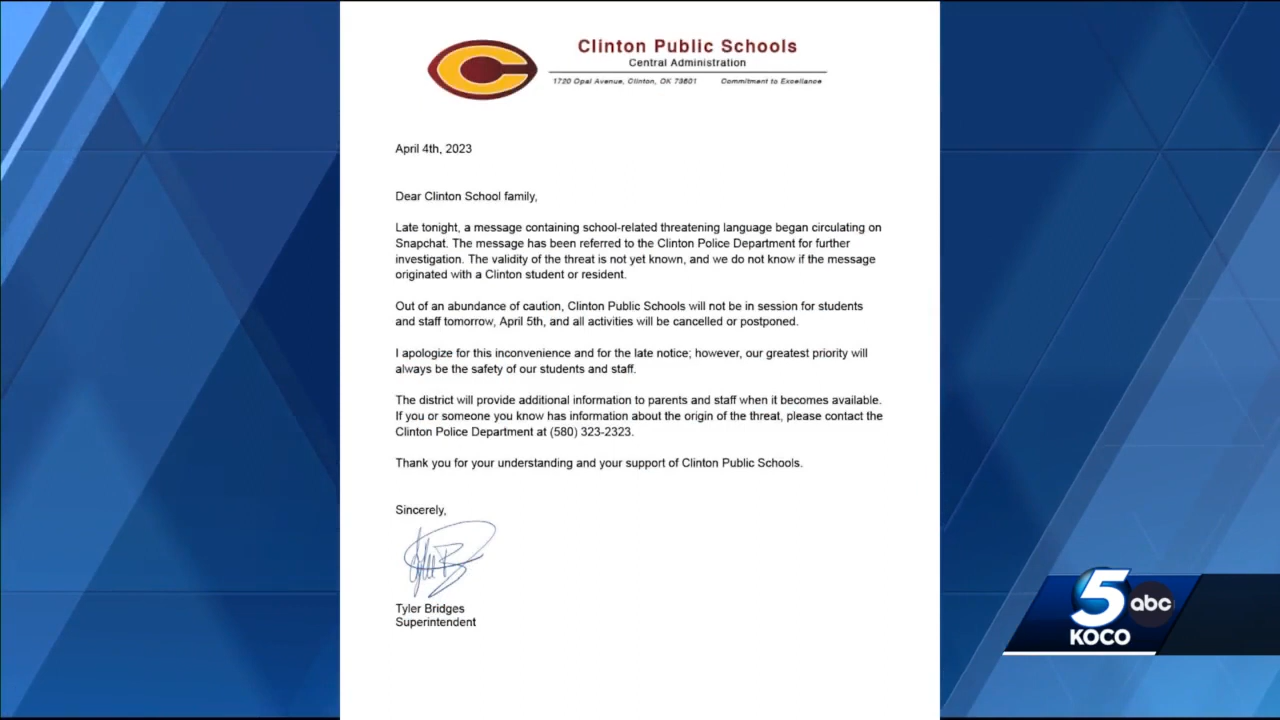 Clinton Public Schools
Central Administration
1720 Opal Avenue, Clinton, OK 73601 Commitment to Excellence
April 4th, 2023
Dear Clinton School family,
Late tonight, a message containing school-related threatening language began circulating on
Snapchat. The message has been referred to the Clinton Police Department for further
investigation. The validity of the threat is not yet known, and we do not know if the message
originated with a Clinton student or resident.
Out of an abundance of caution, Clinton Public Schools will not be in session for students
and staff tomorrow, April 5th, and all activities will be cancelled or postponed.
I apologize for this inconvenience and for the late notice; however, our greatest priority will
always be the safety of our students and staff.
The district will provide additional information to parents and staff when it becomes available.
If you or someone you know has information about the origin of the threat, please contact the
Clinton Police Department at (580) 323-2323.
Thank you for your understanding and your support of Clinton Public Schools.
Sincerely,
Tyler Bridges
Superintendent
5 abc
KOCO